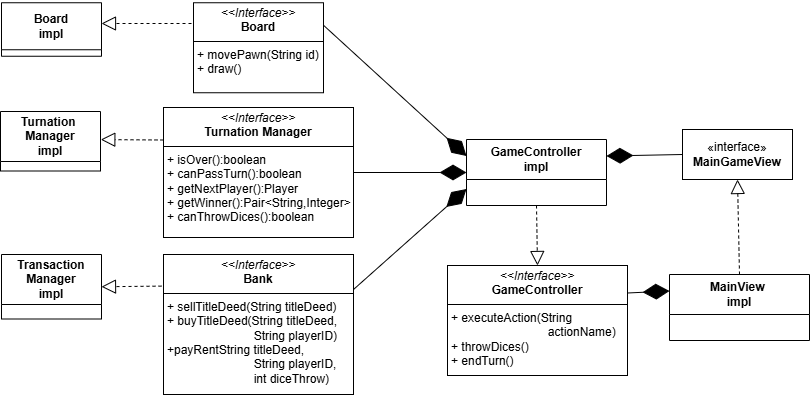 Board
impl
<<Interface>>
Board
+ movePawn(String id)
+ draw()
Turnation
Manager
impl
<<Interface>>
Turnation Manager
+ isOver():boolean
+ canPassTurn():boolean
+ getNextPlayer():Player
+ getWinner():Pair<String,Integer>
+ canThrowDices():boolean
Transaction
Manager
impl
<<Interface>>
Bank
+ sellTitleDeed(String titleDeed)
+ buyTitleDeed(String titleDeed,
String playerID)
+payRentString titleDeed,
String playerID,
int diceThrow)
GameController
impl
«interface»
MainGameView
<<Interface>>
GameController
+ executeAction(String
actionName)
+ throwDices()
+ endTurn()
MainView
impl